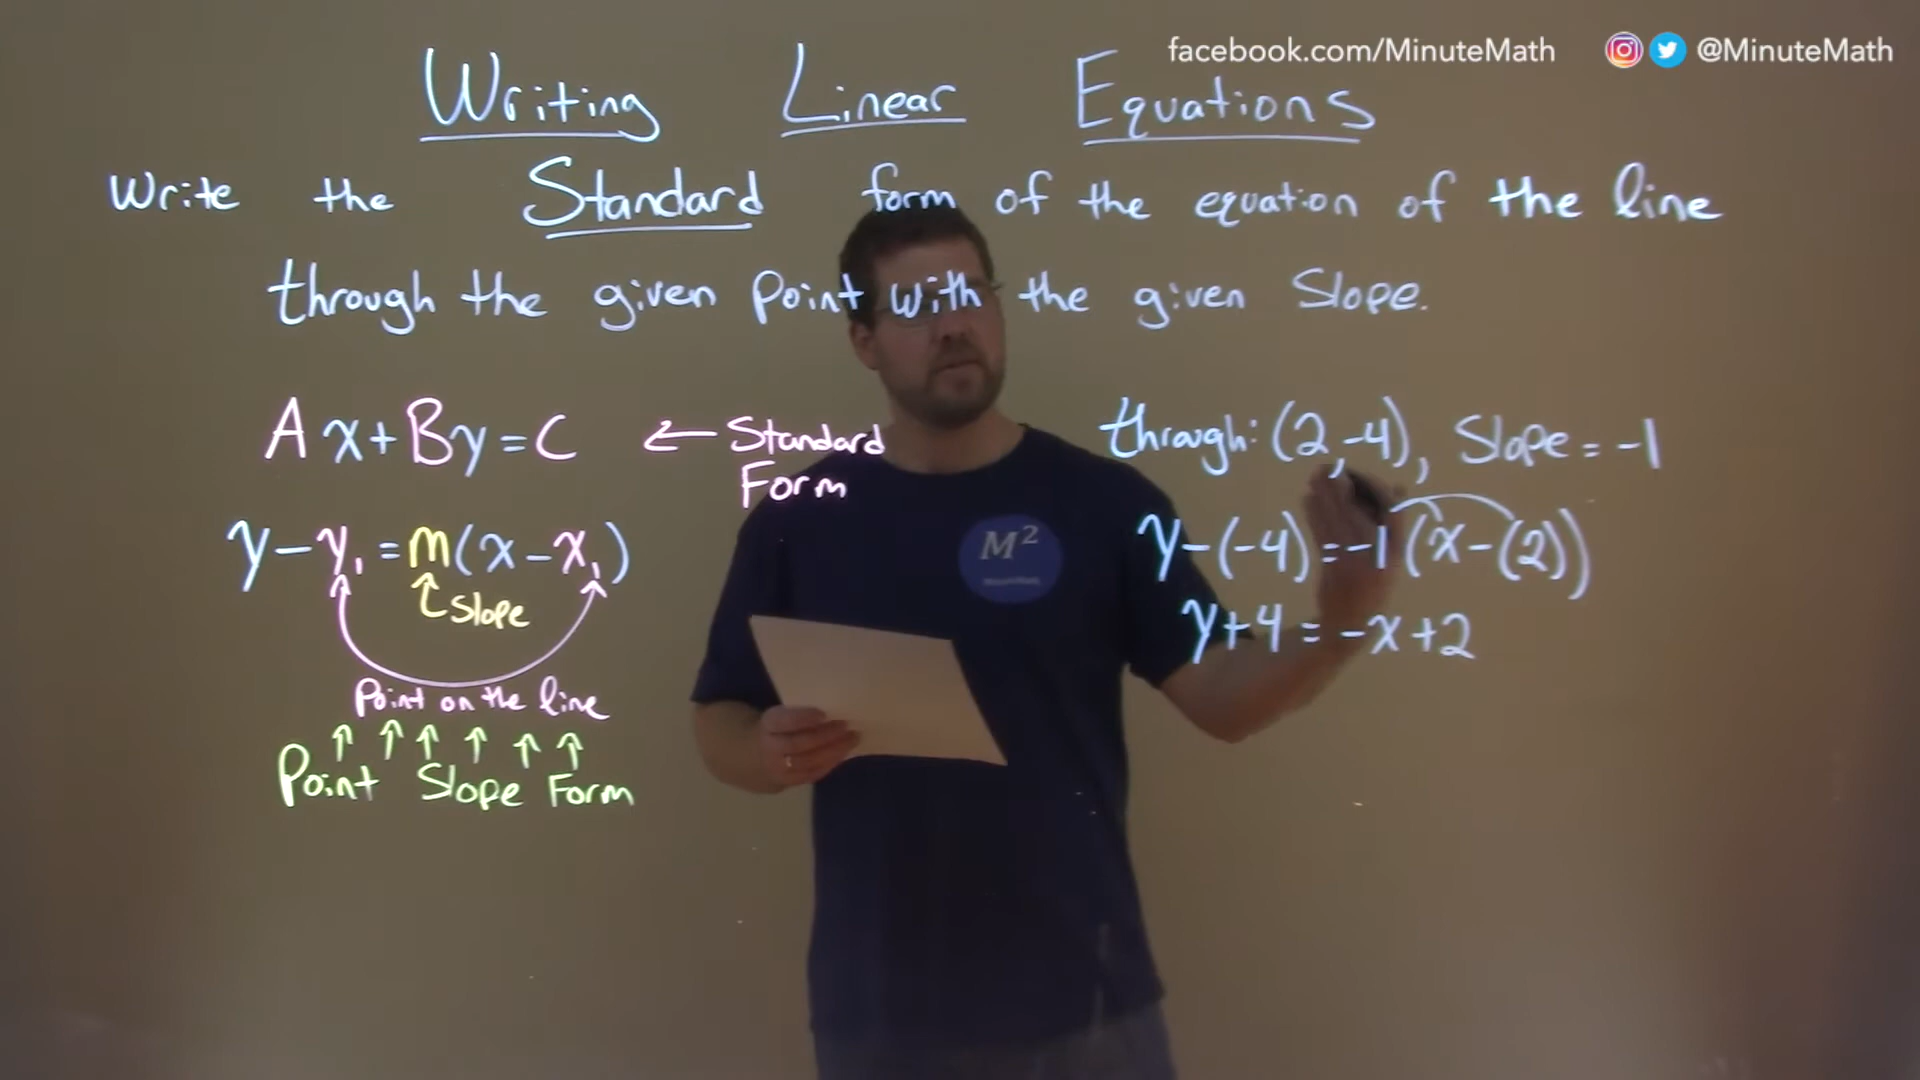 facebook.com/MinuteMath @MinuteMath
Writing Linear Equations
Write the Standard form of the equation of the line
through the given point with the given Slope.
Ax+By=C ← Standard Form
y-y₁=m(x-x₁)
Slope
Point on the line
Point Slope Form
through: (2,-4), Slope = -1
y-(-4)=-1(x-(2))
y+4=-x+2
M²